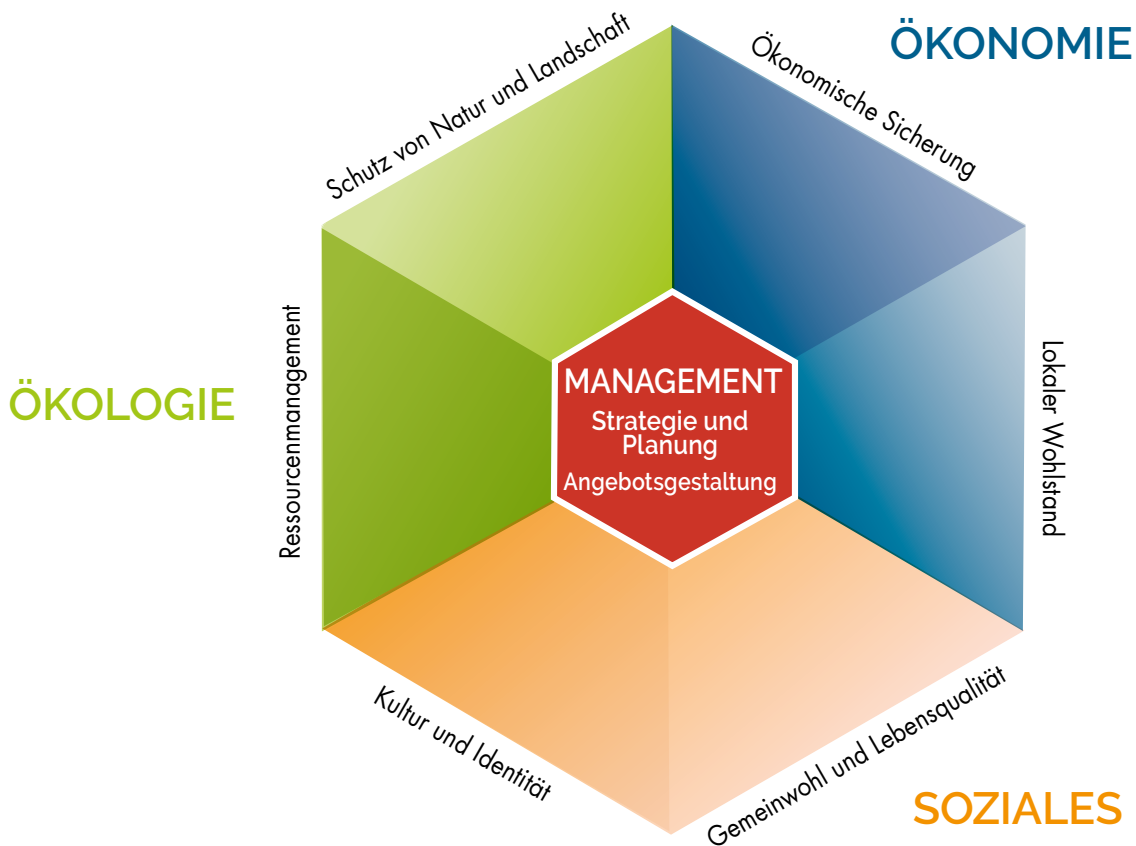 ÖKONOMIE
Schutz von Natur und Landschaft
Ökonomische Sicherung
ÖKOLOGIE
Ressourcenmanagement
MANAGEMENT
Strategie und
Planung
Angebotsgestaltung
Lokaler Wohlstand
Kultur und Identität
Gemeinwohl und Lebensqualität
SOZIALES